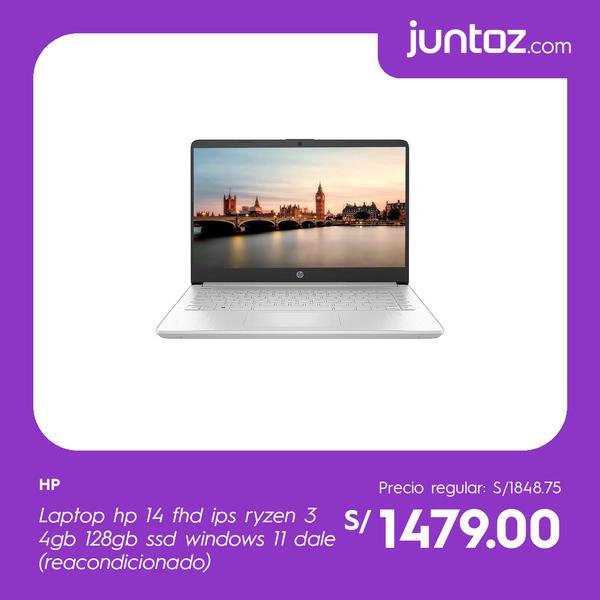 juntoz.com
hp
HP
Laptop hp 14 fhd ips ryzen 3
4gb 128gb ssd windows 11 dale
(reacondicionado)
Precio regular: S/1848.75
S/1479.00